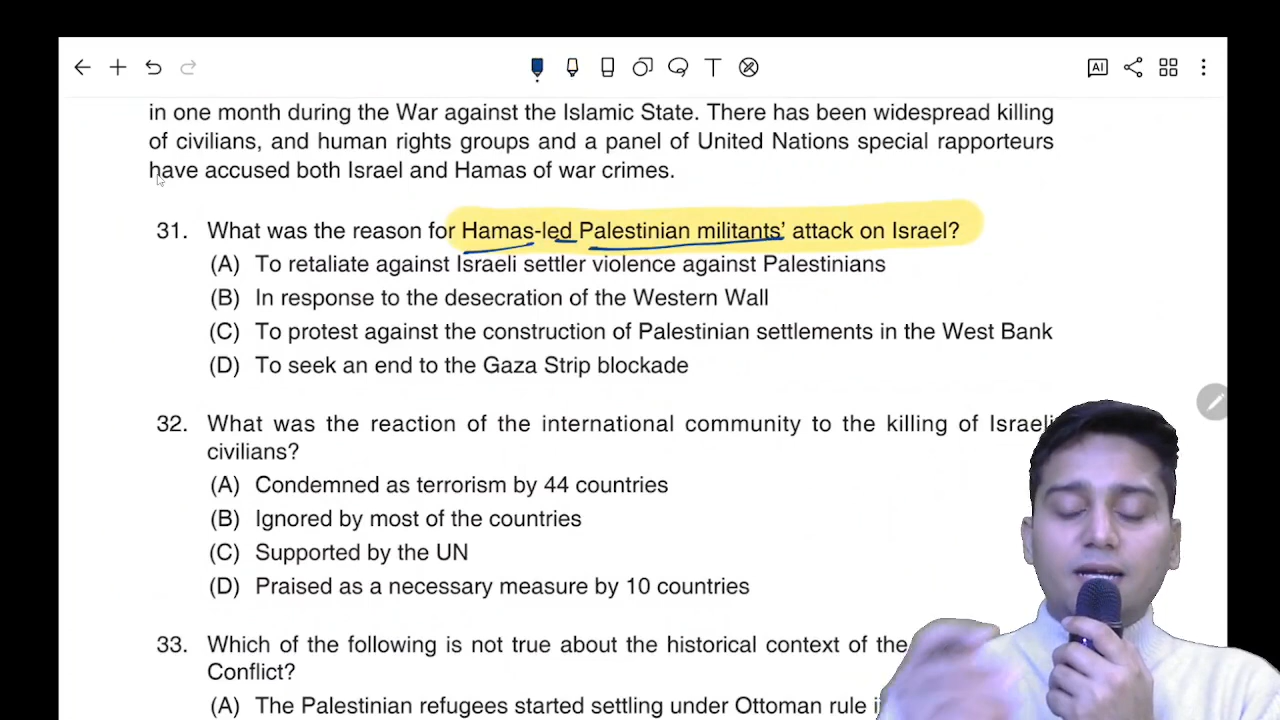 AI
T
in one month during the War against the Islamic State. There has been widespread killing
of civilians, and human rights groups and a panel of United Nations special rapporteurs
have accused both Israel and Hamas of war crimes.
31. What was the reason for Hamas-led Palestinian militants' attack on Israel?
(A) To retaliate against Israeli settler violence against Palestinians
(B) In response to the desecration of the Western Wall
(C) To protest against the construction of Palestinian settlements in the West Bank
(D) To seek an end to the Gaza Strip blockade
32. What was the reaction of the international community to the killing of Israeli
civilians?
(A) Condemned as terrorism by 44 countries
(B) Ignored by most of the countries
(C) Supported by the UN
(D) Praised as a necessary measure by 10 countries
33. Which of the following is not true about the historical context of the
Conflict?
(A) The Palestinian refugees started settling under Ottoman rule